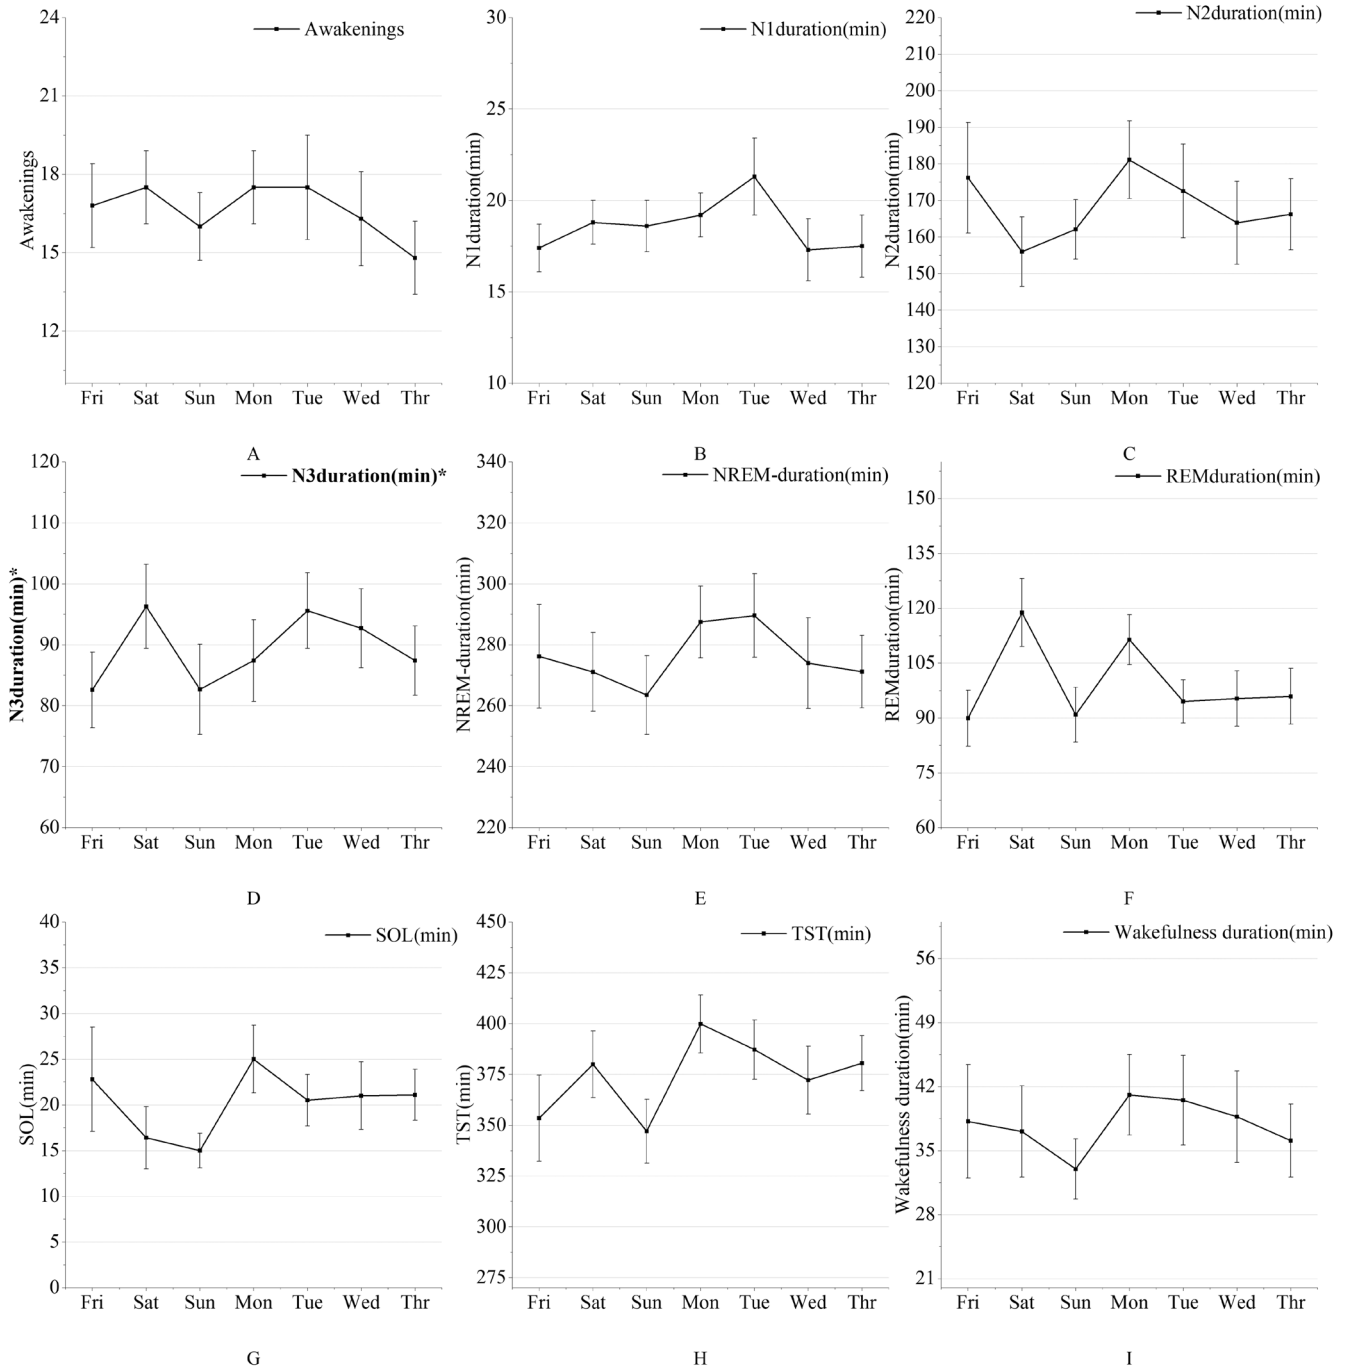 Awakenings
Awakenings
24
21
18
15
12
Fri Sat Sun Mon Tue Wed Thr
A
N1duration(min)
N1duration(min)
30
25
20
15
10
Fri Sat Sun Mon Tue Wed Thr
B
N2duration(min)
N2duration(min)
220
210
200
190
180
170
160
150
140
130
120
Fri Sat Sun Mon Tue Wed Thr
C
N3duration(min)*
N3duration(min)*
120
110
100
90
80
70
60
Fri Sat Sun Mon Tue Wed Thr
D
NREM-duration(min)
NREM-duration(min)
340
320
300
280
260
240
220
Fri Sat Sun Mon Tue Wed Thr
E
REMduration(min)
REMduration(min)
150
135
120
105
90
75
60
Fri Sat Sun Mon Tue Wed Thr
F
SOL(min)
SOL(min)
40
35
30
25
20
15
10
5
0
Fri Sat Sun Mon Tue Wed Thr
G
TST(min)
TST(min)
450
425
400
375
350
325
300
275
Fri Sat Sun Mon Tue Wed Thr
H
Wakefulness duration(min)
Wakefulness duration(min)
56
49
42
35
28
21
Fri Sat Sun Mon Tue Wed Thr
I